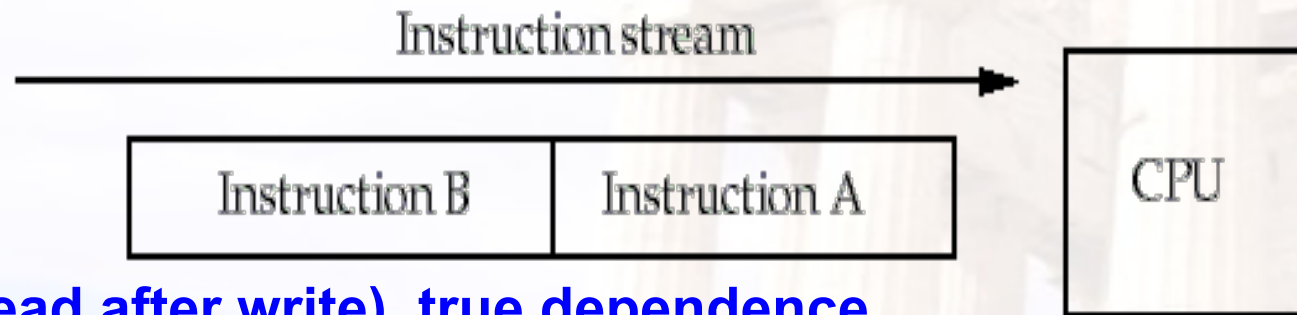 Instruction stream
Instruction B Instruction A CPU
ead after write) true dependence